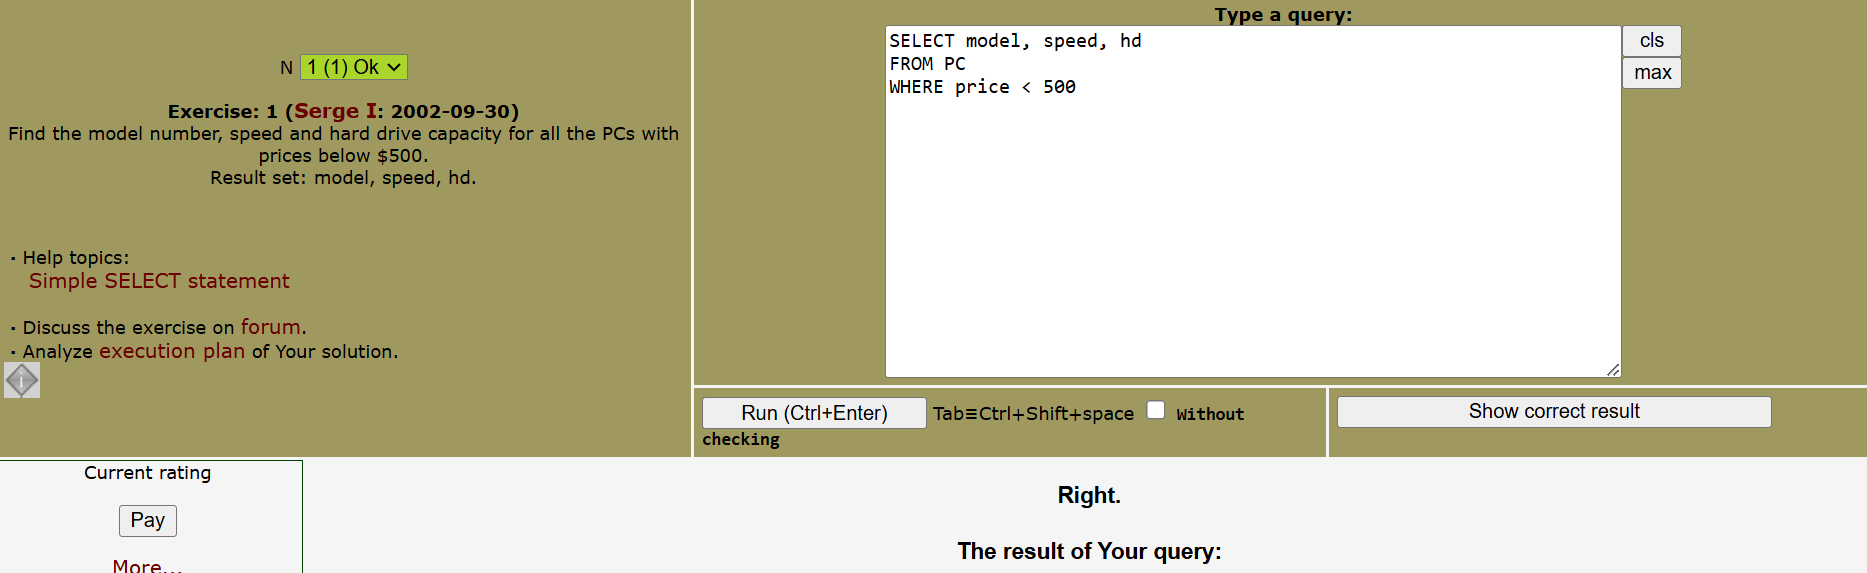 N 1 (1) Ok
Exercise: 1 (Serge I: 2002-09-30)
Find the model number, speed and hard drive capacity for all the PCs with
prices below $500.
Result set: model, speed, hd.
· Help topics:
Simple SELECT statement
· Discuss the exercise on forum.
· Analyze execution plan of Your solution.
Type a query:
SELECT model, speed, hd
FROM PC
WHERE price < 500
cls
max
Run (Ctrl+Enter) Tab≡Ctrl+Shift+space Without
checking
Show correct result
Current rating
Pay
More...
Right.
The result of Your query: